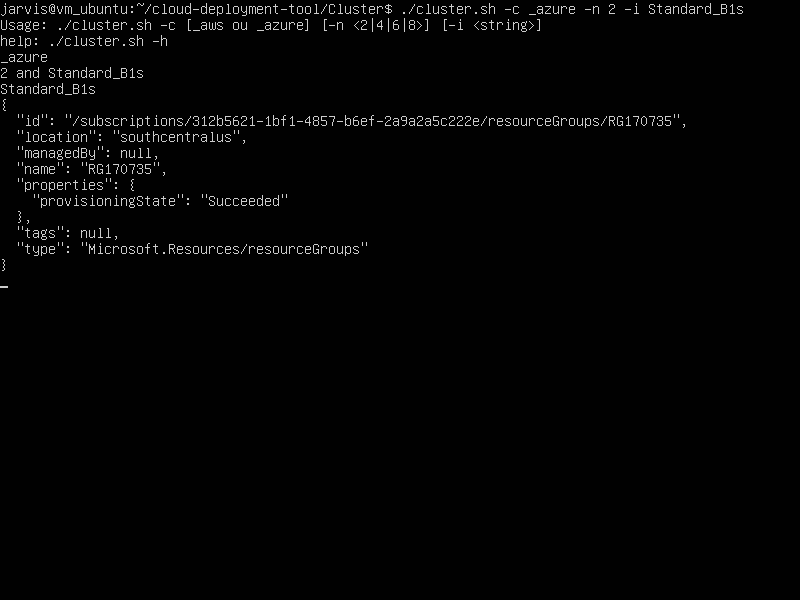 jarvis@vm_ubuntu:~/cloud-deployment-tool/Cluster$ ./cluster.sh -c _azure -n 2 -i Standard_B1s
Usage: ./cluster.sh -c [_aws ou _azure] [-n <2|4|6|8>] [-i <string>]
help: ./cluster.sh -h
_azure
2 and Standard_B1s
Standard_B1s
{
  "id": "/subscriptions/312b5621-1bf1-4857-b6ef-2a9a2a5c222e/resourceGroups/RG170735",
  "location": "southcentralus",
  "managedBy": null,
  "name": "RG170735",
  "properties": {
    "provisioningState": "Succeeded"
  },
  "tags": null,
  "type": "Microsoft.Resources/resourceGroups"
}